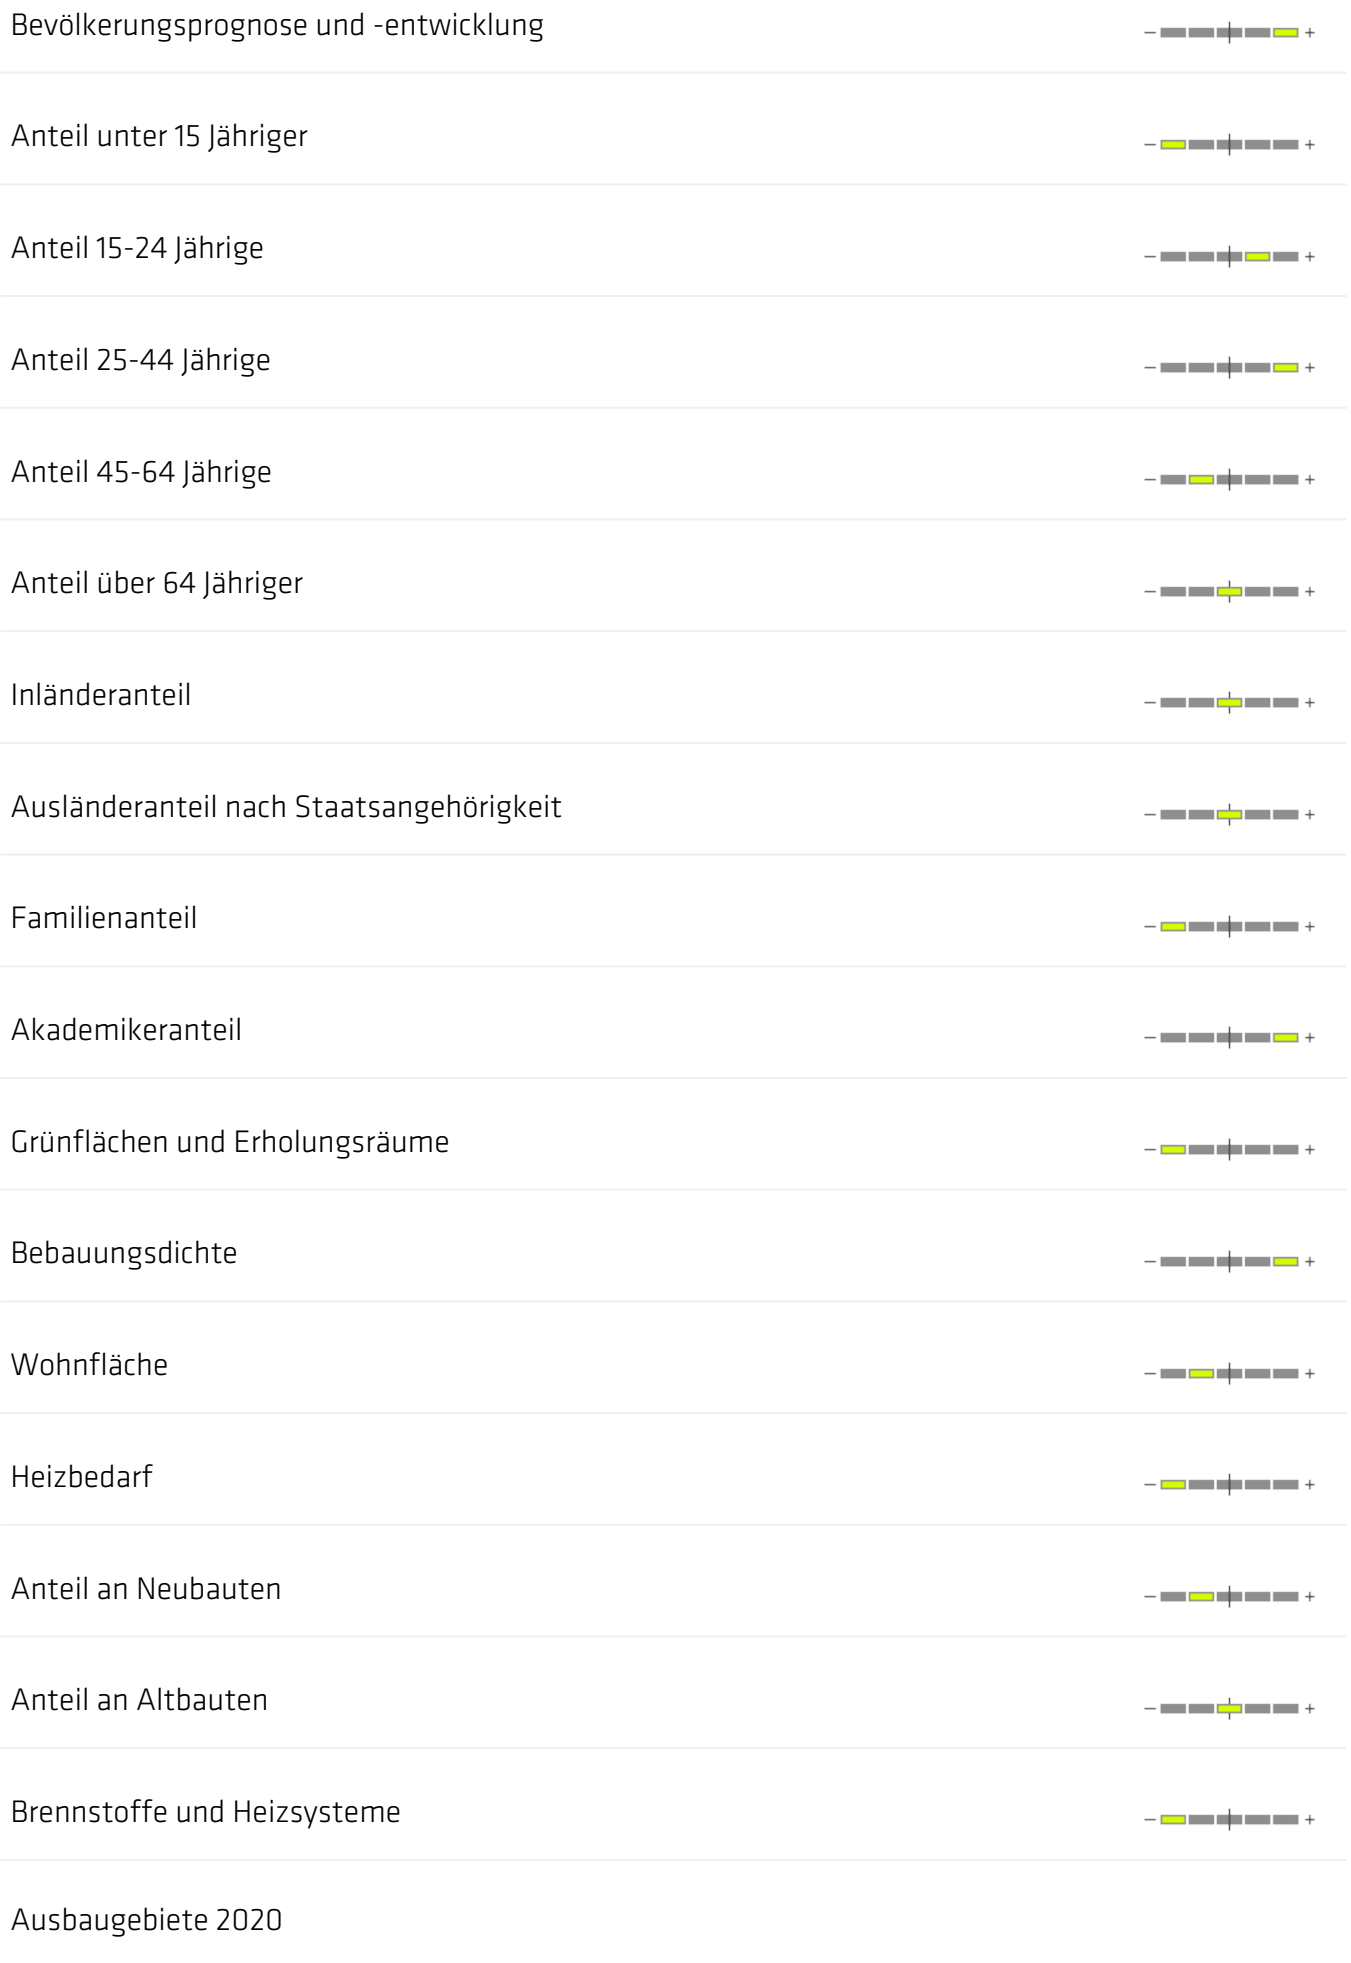 Bevölkerungsprognose und -entwicklung
– +
Anteil unter 15 Jähriger
– +
Anteil 15-24 Jährige
– +
Anteil 25-44 Jährige
– +
Anteil 45-64 Jährige
– +
Anteil über 64 Jähriger
– +
Inländeranteil
– +
Ausländeranteil nach Staatsangehörigkeit
– +
Familienanteil
– +
Akademikeranteil
– +
Grünflächen und Erholungsräume
– +
Bebauungsdichte
– +
Wohnfläche
– +
Heizbedarf
– +
Anteil an Neubauten
– +
Anteil an Altbauten
– +
Brennstoffe und Heizsysteme
– +
Ausbaugebiete 2020